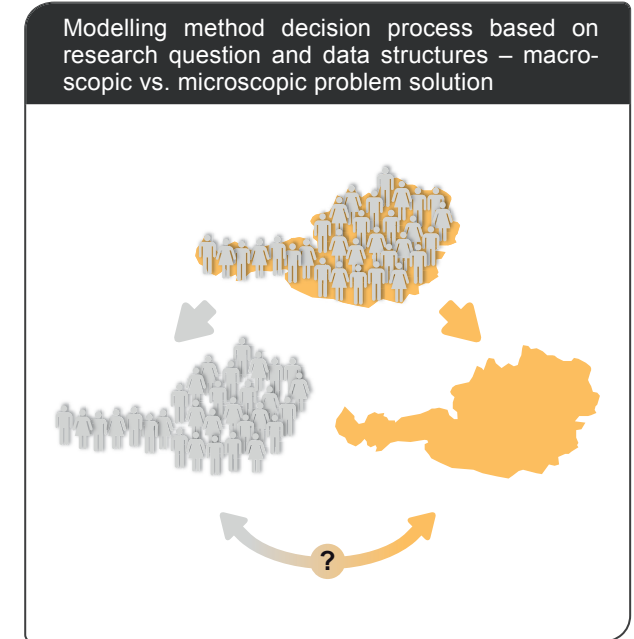 Modelling method decision process based on
research question and data structures – macro-
scopic vs. microscopic problem solution
?